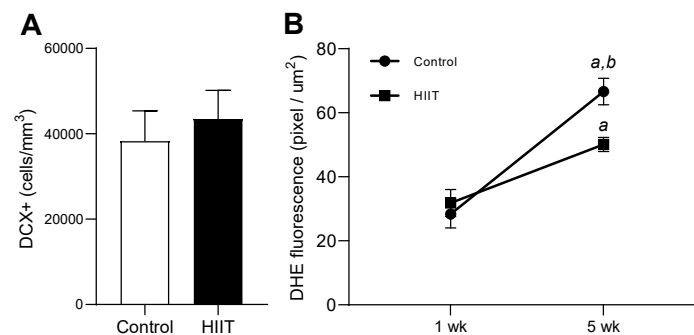 A
DCX+ (cells/mm³)
60000
40000
20000
0
Control
HIIT
B
DHE fluorescence (pixel / um²)
80
60
40
20
0
Control
HIIT
a,b
a
1 wk
5 wk